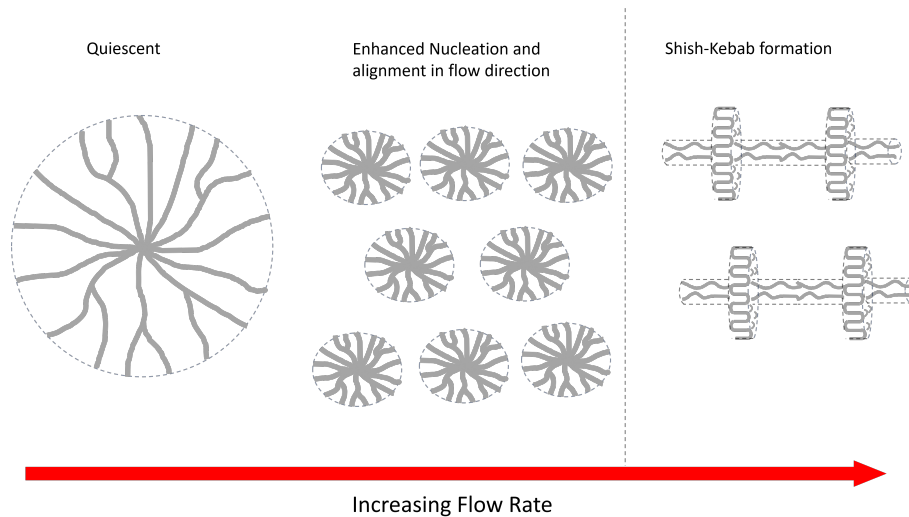 Quiescent
Enhanced Nucleation and
alignment in flow direction
Shish-Kebab formation
Increasing Flow Rate